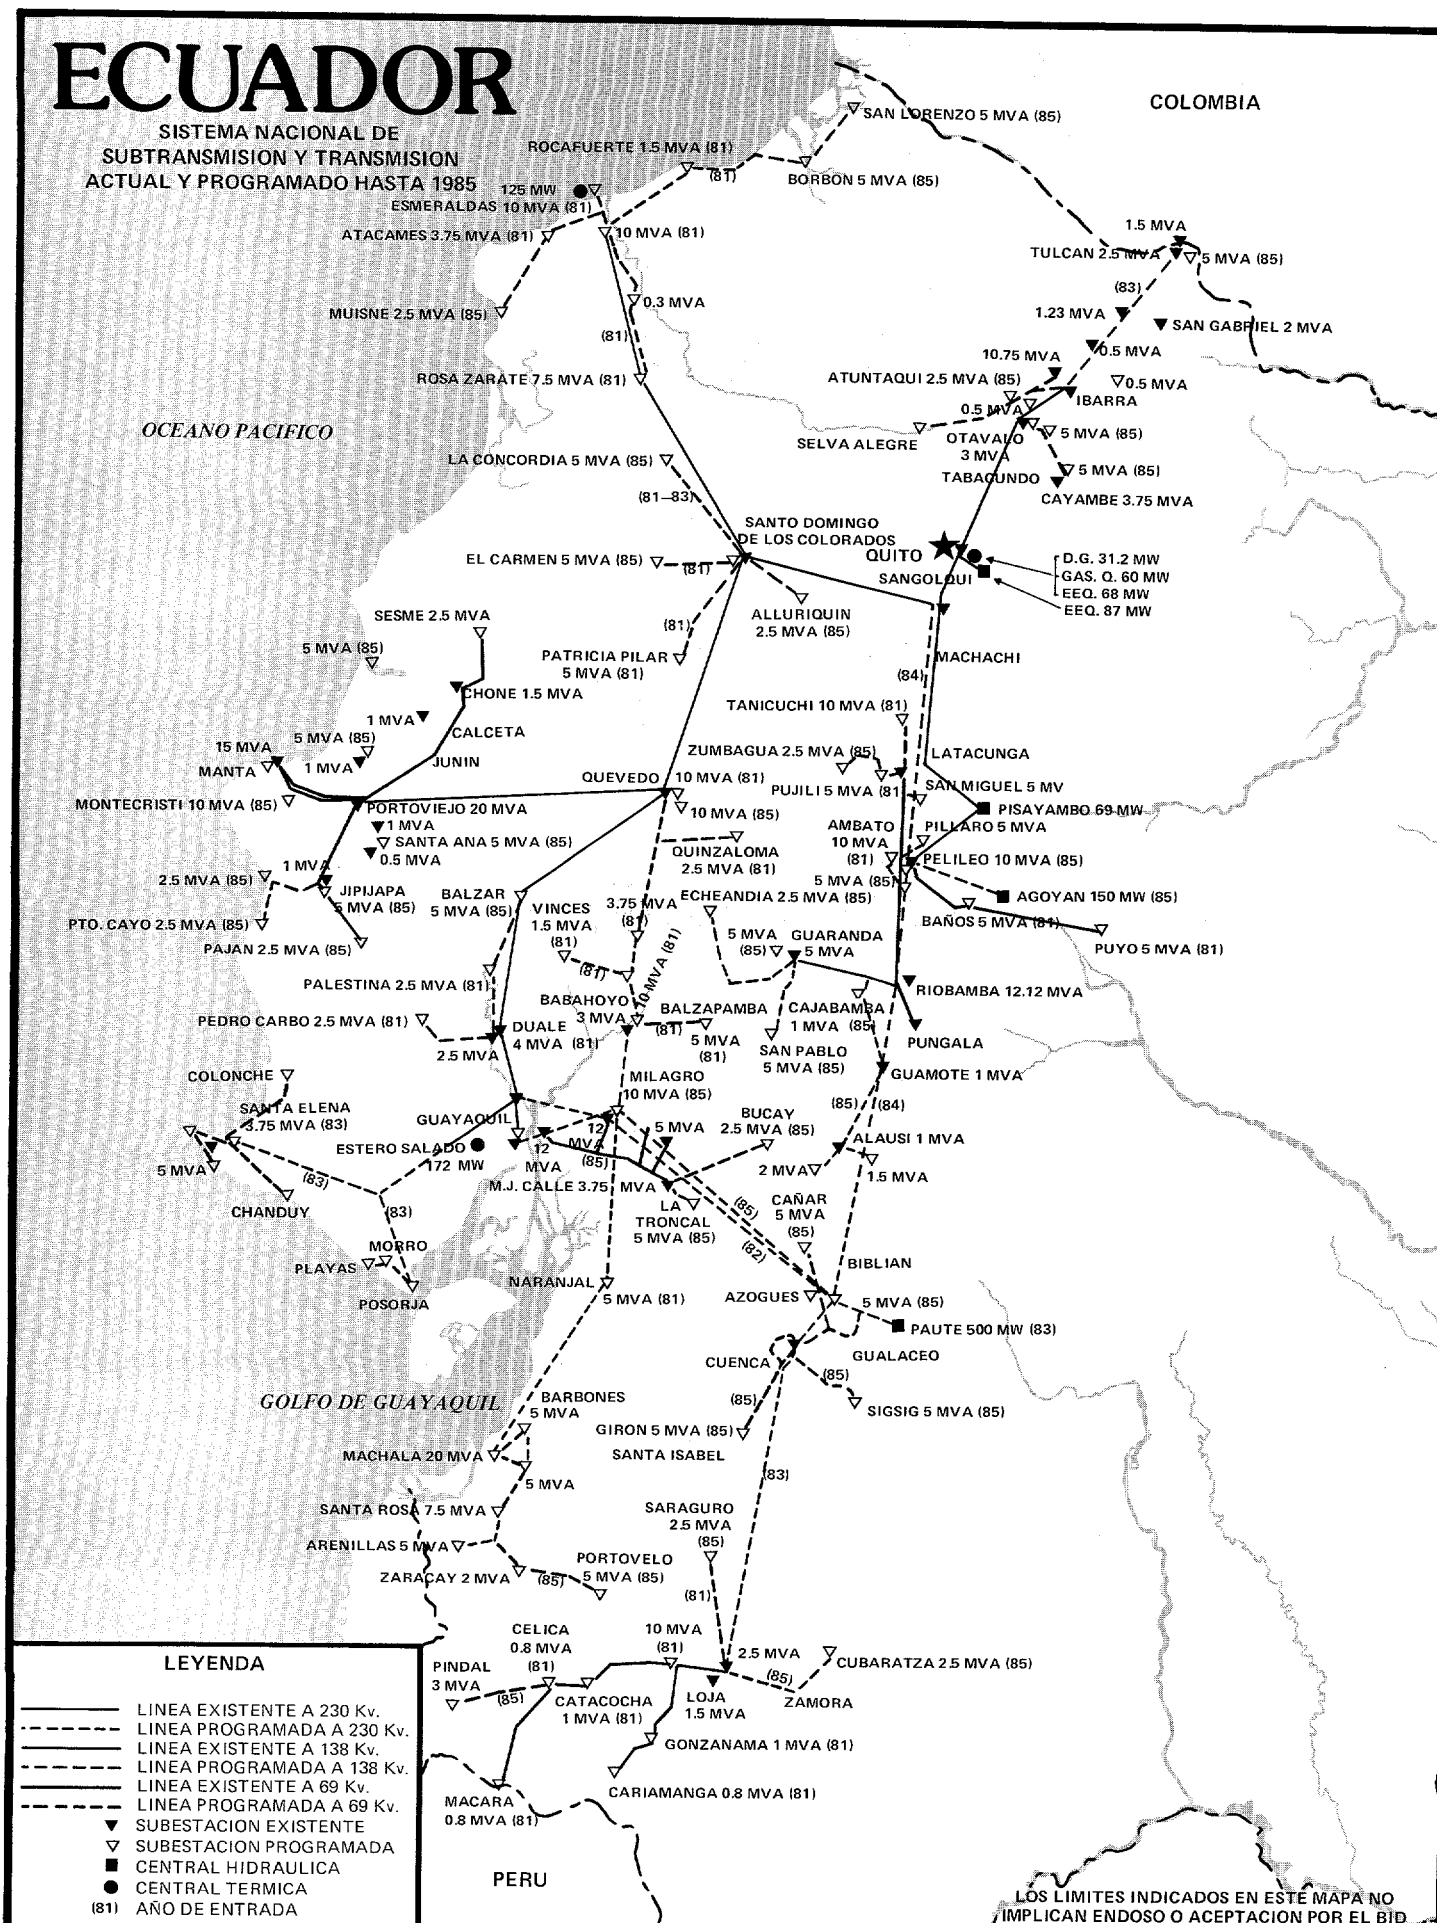 ECUADOR
SISTEMA NACIONAL DE
SUBTRANSMISION Y TRANSMISION
ACTUAL Y PROGRAMADO HASTA 1985
COLOMBIA
SAN LORENZO 5 MVA (85)
ROCAFUERTE 1.5 MVA (81)
(81)
BORBON 5 MVA (85)
125 MW
ESMERALDAS 10 MVA (81)
ATACAMES 3.75 MVA (81)
10 MVA (81)
1.5 MVA
TULCAN 2.5 MVA
5 MVA (85)
(83)
MUISNE 2.5 MVA (85)
0.3 MVA
1.23 MVA
SAN GABRIEL 2 MVA
(81)
10.75 MVA
0.5 MVA
ROSA ZARATE 7.5 MVA (81)
ATUNTAQUI 2.5 MVA (85)
0.5 MVA
IBARRA
0.5 MVA
OCEANO PACIFICO
SELVA ALEGRE
OTAVALO
3 MVA
5 MVA (85)
LA CONCORDIA 5 MVA (85)
5 MVA (85)
TABACUNDO
(81-83)
CAYAMBE 3.75 MVA
SANTO DOMINGO
DE LOS COLORADOS
QUITO
EL CARMEN 5 MVA (85)
(81)
SANGOLQUI
D.G. 31.2 MW
GAS. Q. 60 MW
EEQ. 68 MW
EEQ. 87 MW
SESME 2.5 MVA
ALLURIQUIN
2.5 MVA (85)
(81)
5 MVA (85)
PATRICIA PILAR
5 MVA (81)
MACHACHI
(84)
CHONE 1.5 MVA
TANICUCHI 10 MVA (81)
1 MVA
CALCETA
5 MVA (85)
15 MVA
ZUMBAGUA 2.5 MVA (85)
LATACUNGA
MANTA
1 MVA
JUNIN
QUEVEDO
10 MVA (81)
PUJILI 5 MVA (81
SAN MIGUEL 5 MV
MONTECRISTI 10 MVA (85)
PORTOVIEJO 20 MVA
10 MVA (85)
PISAYAMBO 69 MW
1 MVA
AMBATO
10 MVA
(81)
PILLARO 5 MVA
SANTA ANA 5 MVA (85)
0.5 MVA
QUINZALOMA
2.5 MVA (81)
PELILEO 10 MVA (85)
1 MVA
2.5 MVA (85)
JIPIJAPA
5 MVA (85)
BALZAR
5 MVA (85)
5 MVA (85)
ECHEANDIA 2.5 MVA (85)
AGOYAN 150 MW (85)
VINCES
1.5 MVA
(81)
3.75 MVA
(81)
PTO. CAYO 2.5 MVA (85)
BAÑOS 5 MVA (81)
PAJAN 2.5 MVA (85)
5 MVA
(85)
GUARANDA
5 MVA
PUYO 5 MVA (81)
(81)
10 MVA (81)
PALESTINA 2.5 MVA (81)
RIOBAMBA 12.12 MVA
BABAHOYO
3 MVA
BALZAPAMBA
5 MVA
(81)
(81)
CAJABAMBA
1 MVA (85)
PEDRO CARBO 2.5 MVA (81)
DUALE
4 MVA (81)
PUNGALA
2.5 MVA
SAN PABLO
5 MVA (85)
COLONCHE
MILAGRO
10 MVA (85)
GUAMOTE 1 MVA
SANTA ELENA
3.75 MVA (83)
GUAYAQUIL
BUCAY
2.5 MVA (85)
(85)
(84)
5 MVA
12
MVA
ALAUSI 1 MVA
ESTERO SALADO
172 MW
12
MVA
(85)
5 MVA
2 MVA
1.5 MVA
(83)
M.J. CALLE 3.75 MVA
CHANDUY
(83)
LA
TRONCAL
5 MVA (85)
(85)
(82)
CAÑAR
5 MVA
(85)
MORRO
PLAYAS
POSORJA
NARANJAL
5 MVA (81)
BIBLIAN
AZOGUES
5 MVA (85)
PAUTE 500 MW (83)
GUALACEO
CUENCA
(85)
GOLFO DE GUAYAQUIL
BARBONES
5 MVA
(85)
SIGSIG 5 MVA (85)
GIRON 5 MVA (85)
MACHALA 20 MVA
SANTA ISABEL
5 MVA
(83)
SANTA ROSA 7.5 MVA
SARAGURO
2.5 MVA
(85)
ARENILLAS 5 MVA
PORTOVELO
5 MVA (85)
ZARACAY 2 MVA
(85)
(81)
CELICA
0.8 MVA
(81)
10 MVA
(81)
2.5 MVA
CUBARATZA 2.5 MVA (85)
PINDAL
3 MVA
(85)
(85)
CATACOCHA
1 MVA (81)
LOJA
1.5 MVA
ZAMORA
GONZANAMA 1 MVA (81)
MACARA
0.8 MVA (81)
CARIAMANGA 0.8 MVA (81)
PERU
LEYENDA
LINEA EXISTENTE A 230 Kv.
LINEA PROGRAMADA A 230 Kv.
LINEA EXISTENTE A 138 Kv.
LINEA PROGRAMADA A 138 Kv.
LINEA EXISTENTE A 69 Kv.
LINEA PROGRAMADA A 69 Kv.
SUBESTACION EXISTENTE
SUBESTACION PROGRAMADA
CENTRAL HIDRAULICA
CENTRAL TERMICA
(81) AÑO DE ENTRADA
LOS LIMITES INDICADOS EN ESTE MAPA NO
IMPLICAN ENDOSO O ACEPTACION POR EL BID